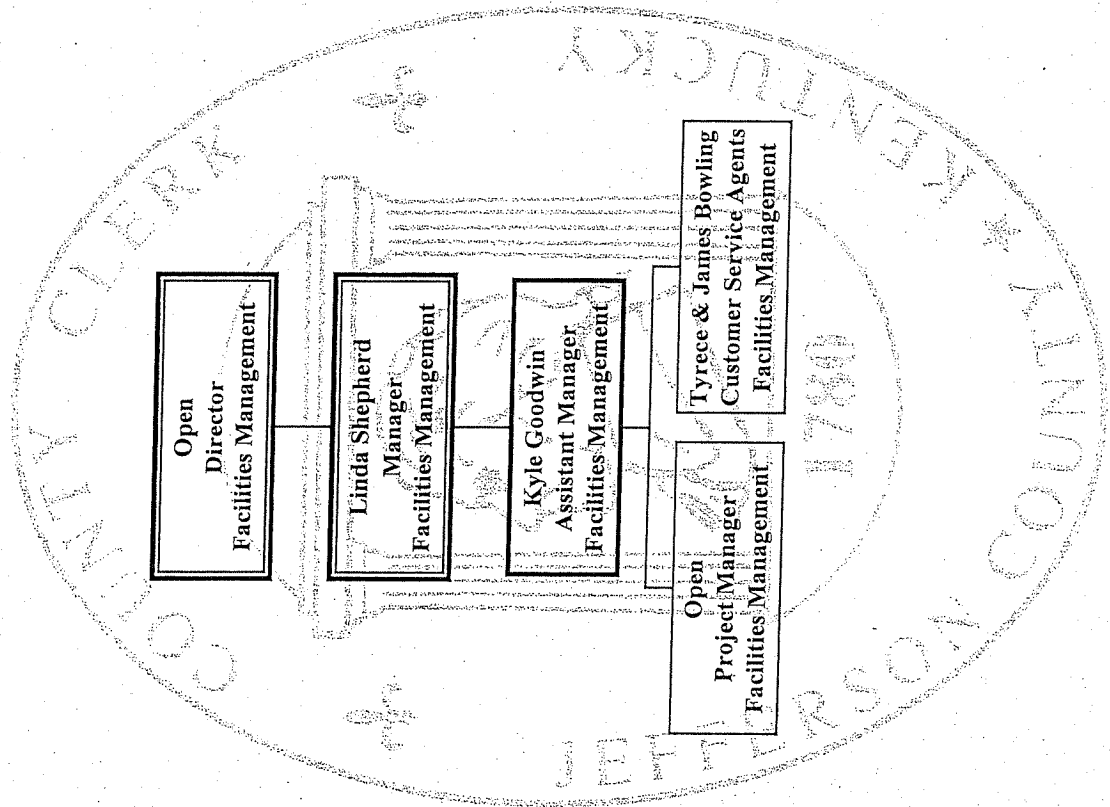 COUNTY CLERK
Open
Director
Facilities Management
Linda Shepherd
Manager
Facilities Management
Kyle Goodwin
Assistant Manager
Facilities Management
Open
Project Manager
Facilities Management
Tyrece & James Bowling
Customer Service Agents
Facilities Management
1780
JEFFERSON COUNTY ★ KENTUCKY